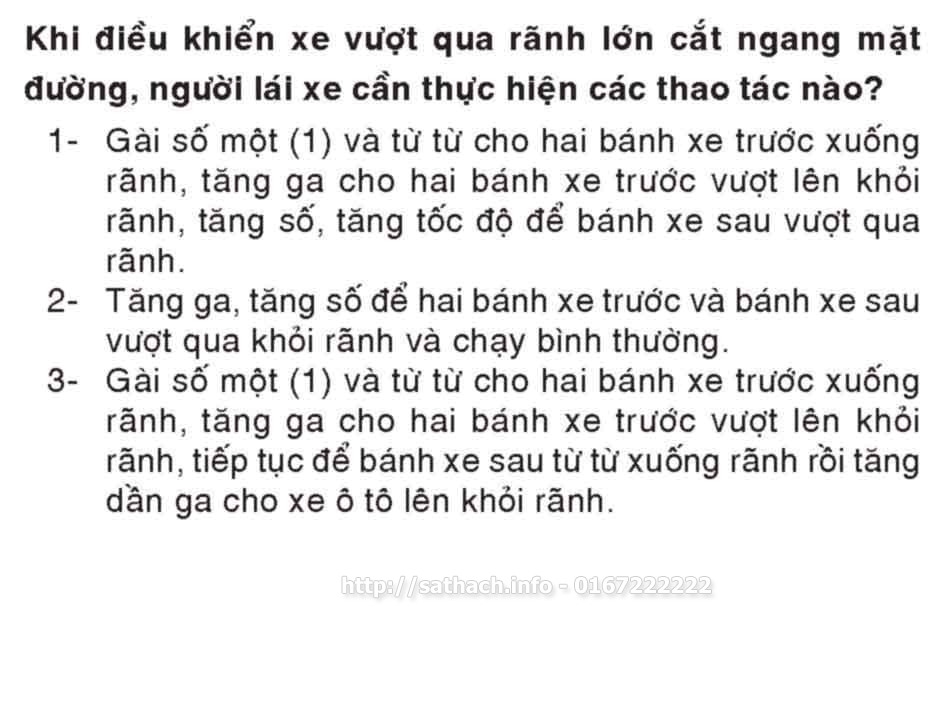 Khi điều khiển xe vượt qua rãnh lớn cắt ngang mặt
đường, người lái xe cần thực hiện các thao tác nào?
1- Gài số một (1) và từ từ cho hai bánh xe trước xuống
rãnh, tăng ga cho hai bánh xe trước vượt lên khỏi
rãnh, tăng số, tăng tốc độ để bánh xe sau vượt qua
rãnh.
2- Tăng ga, tăng số để hai bánh xe trước và bánh xe sau
vượt qua khỏi rãnh và chạy bình thường.
3- Gài số một (1) và từ từ cho hai bánh xe trước xuống
rãnh, tăng ga cho hai bánh xe trước vượt lên khỏi
rãnh, tiếp tục để bánh xe sau từ từ xuống rãnh rồi tăng
dần ga cho xe ô tô lên khỏi rãnh.
http://sathach.info - 0167222222